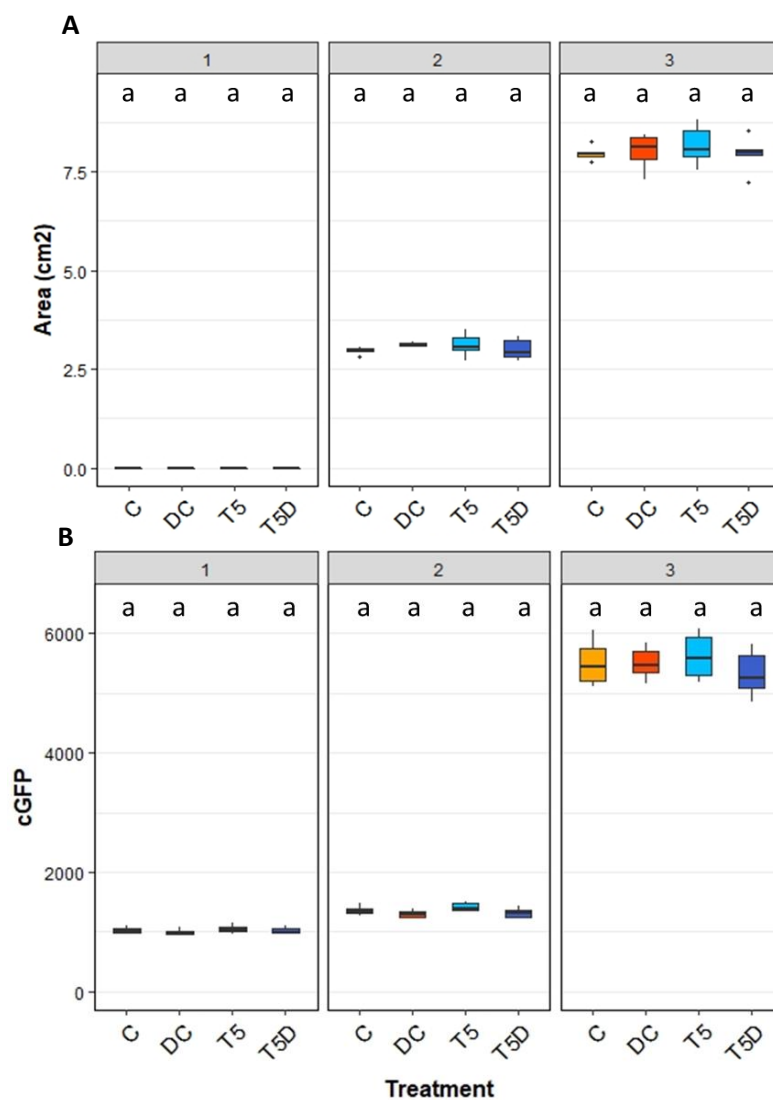 A
1 2 3
a a a a a a a a a a a a
7.5
5.0
2.5
0.0
Area (cm2)
C DC T5 T5D C DC T5 T5D C DC T5 T5D
B
1 2 3
a a a a a a a a a a a a
6000
4000
2000
0
cGFP
C DC T5 T5D C DC T5 T5D C DC T5 T5D
Treatment